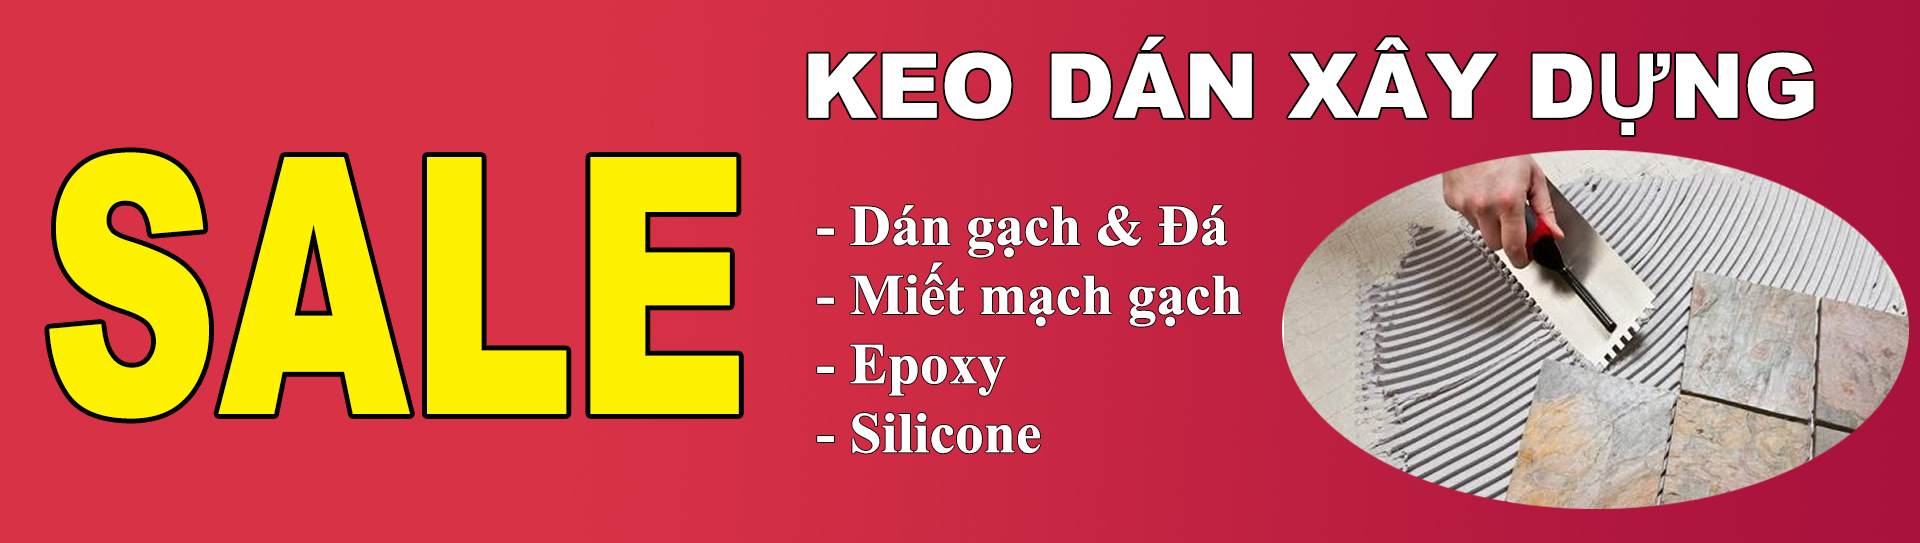 SALE
KEO DÁN XÂY DỰNG
- Dán gạch & Đá
- Miết mạch gạch
- Epoxy
- Silicone